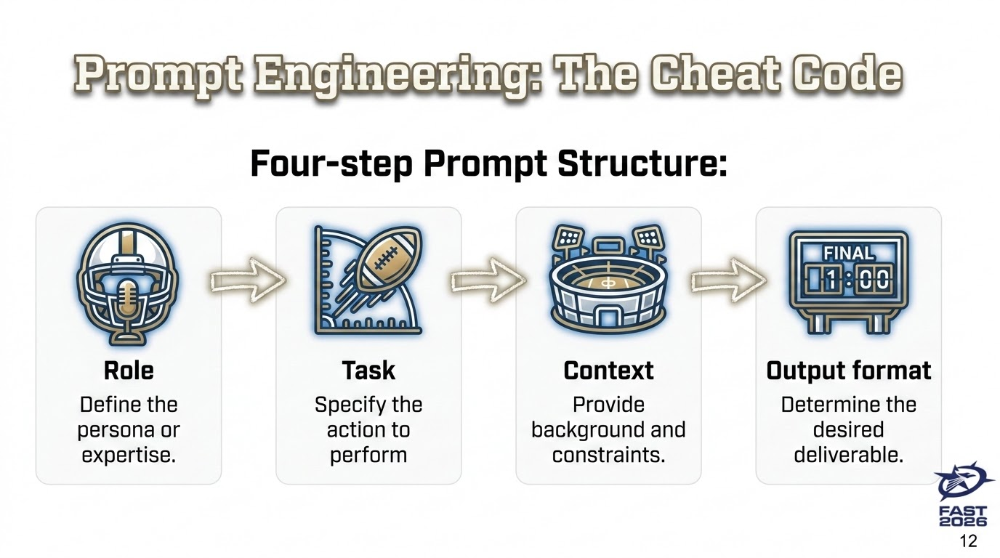 Prompt Engineering: The Cheat Code
Four-step Prompt Structure:
FINAL
1:00
Role
Define the
persona or
expertise.
Task
Specify the
action to
perform
Context
Provide
background and
constraints.
Output format
Determine the
desired
deliverable.
FAST
2026
12